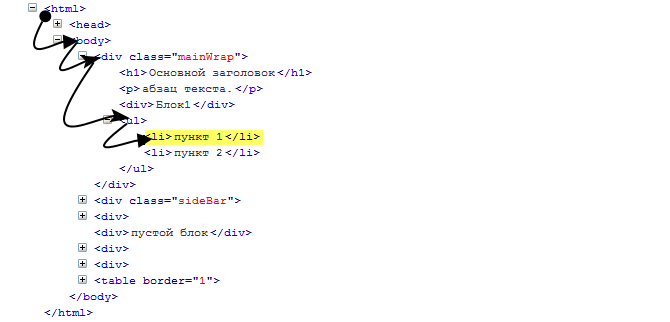 <html>
<head>
<body>
<div class="mainWrap">
<h1>Основной заголовок</h1>
<p>абзац текста.</p>
<div>Блок1</div>
<ul>
<li>пункт 1</li>
<li>пункт 2</li>
</ul>
</div>
<div class="sideBar">
<div>
<div>пустой блок</div>
<div>
<div>
<table border="1">
</body>
</html>